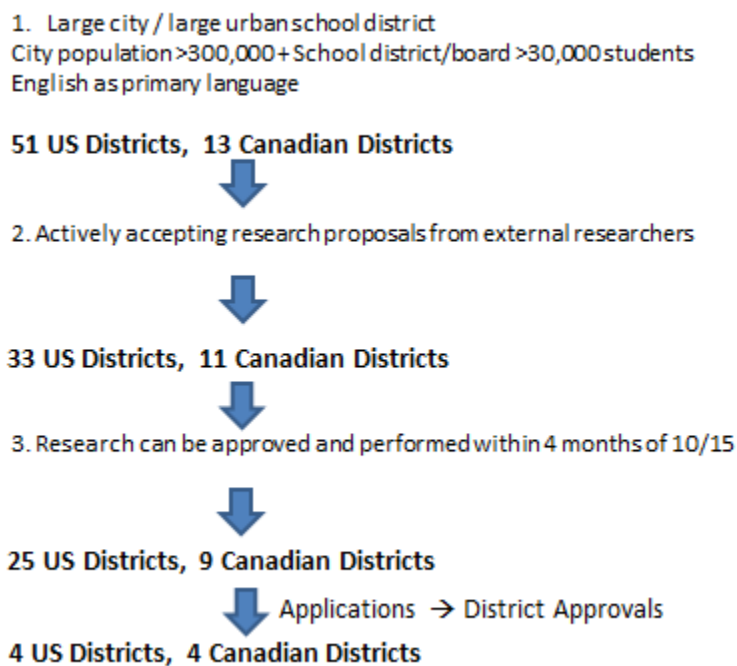 1. Large city / large urban school district
City population >300,000 + School district/board >30,000 students
English as primary language
51 US Districts, 13 Canadian Districts
2. Actively accepting research proposals from external researchers
33 US Districts, 11 Canadian Districts
3. Research can be approved and performed within 4 months of 10/15
25 US Districts, 9 Canadian Districts
Applications → District Approvals
4 US Districts, 4 Canadian Districts